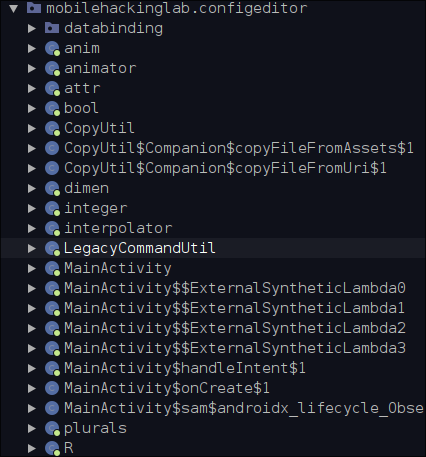 mobilehackinglab.configeditor
databinding
anim
animator
attr
bool
CopyUtil
CopyUtil$Companion$copyFileFromAssets$1
CopyUtil$Companion$copyFileFromUri$1
dimen
integer
interpolator
LegacyCommandUtil
MainActivity
MainActivity$$ExternalSyntheticLambda0
MainActivity$$ExternalSyntheticLambda1
MainActivity$$ExternalSyntheticLambda2
MainActivity$$ExternalSyntheticLambda3
MainActivity$handleIntent$1
MainActivity$onCreate$1
MainActivity$sam$androidx_lifecycle_Obse
plurals
R